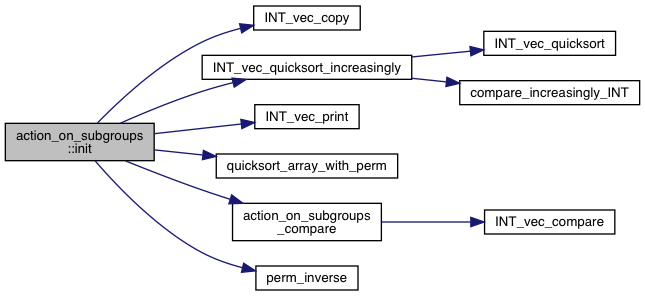 action_on_subgroups
::init
INT_vec_copy
INT_vec_quicksort_increasingly
INT_vec_quicksort
compare_increasingly_INT
INT_vec_print
quicksort_array_with_perm
action_on_subgroups
_compare
INT_vec_compare
perm_inverse